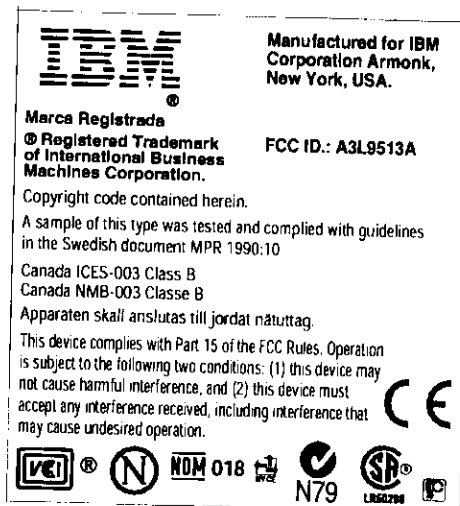 IBM
®
Manufactured for IBM
Corporation Armonk,
New York, USA.
Marca Registrada
® Registered Trademark
of International Business
Machines Corporation.
FCC ID.: A3L9513A
Copyright code contained herein.
A sample of this type was tested and complied with guidelines
in the Swedish document MPR 1990:10
Canada ICES-003 Class B
Canada NMB-003 Classe B
Apparaten skall anslutas till jordat nätuttag.
This device complies with Part 15 of the FCC Rules. Operation
is subject to the following two conditions: (1) this device may
not cause harmful interference, and (2) this device must
accept any interference received, including interference that
may cause undesired operation.
CE
VCI ® N NOM 018
N79
SA ®
LR60288